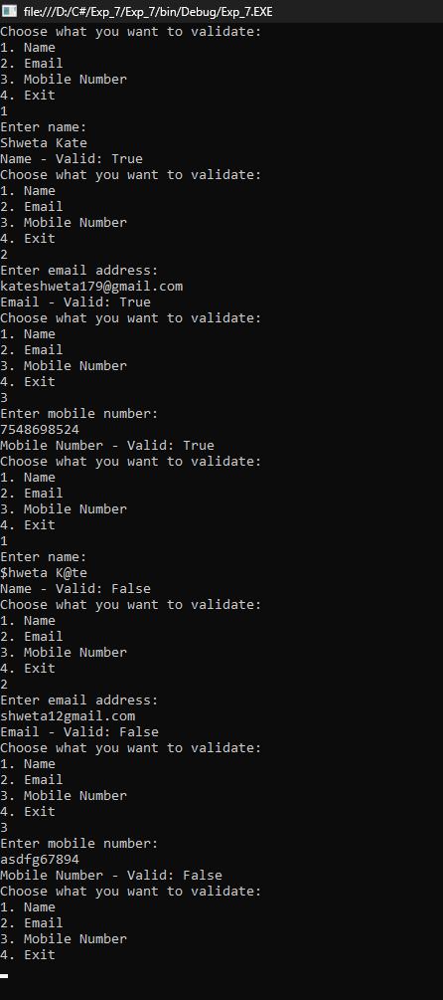 file:///D:/C#/Exp_7/Exp_7/bin/Debug/Exp_7.EXE
Choose what you want to validate:
1. Name
2. Email
3. Mobile Number
4. Exit
1
Enter name:
Shweta Kate
Name - Valid: True
Choose what you want to validate:
1. Name
2. Email
3. Mobile Number
4. Exit
2
Enter email address:
kateshweta179@gmail.com
Email - Valid: True
Choose what you want to validate:
1. Name
2. Email
3. Mobile Number
4. Exit
3
Enter mobile number:
7548698524
Mobile Number - Valid: True
Choose what you want to validate:
1. Name
2. Email
3. Mobile Number
4. Exit
1
Enter name:
$hweta K@te
Name - Valid: False
Choose what you want to validate:
1. Name
2. Email
3. Mobile Number
4. Exit
2
Enter email address:
shweta12gmail.com
Email - Valid: False
Choose what you want to validate:
1. Name
2. Email
3. Mobile Number
4. Exit
3
Enter mobile number:
asdfg67894
Mobile Number - Valid: False
Choose what you want to validate:
1. Name
2. Email
3. Mobile Number
4. Exit